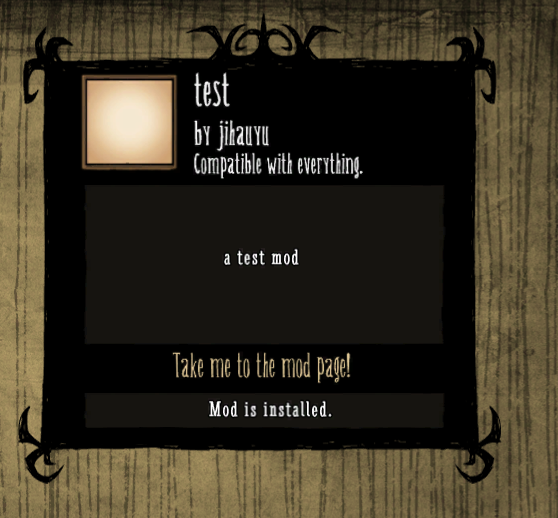 test
by jihauyu
Compatible with everything.
a test mod
Take me to the mod page!
Mod is installed.